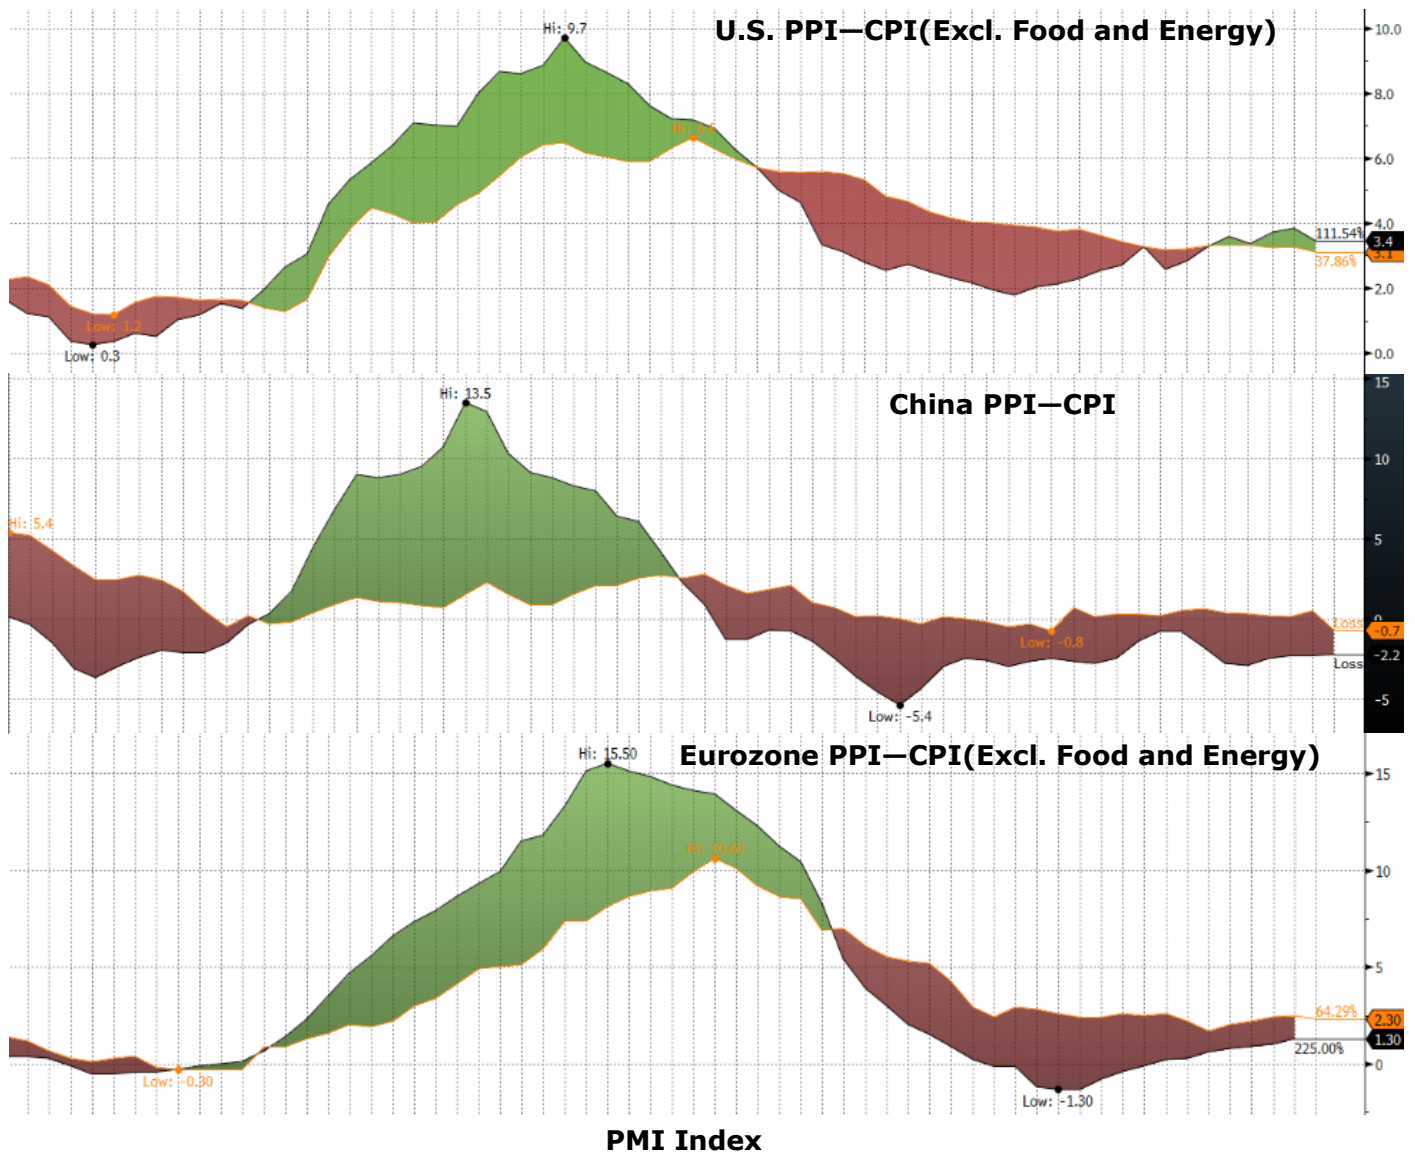 U.S. PPI—CPI(Excl. Food and Energy)
Hi: 9.7
10.0
8.0
Hi: 6.6
6.0
4.0
111.54%
3.4
3.1
37.86%
2.0
Low: 1.2
Low: 0.3
0.0
15
Hi: 13.5
China PPI—CPI
10
Hi: 5.4
5
0
Loss
-0.7
Low: -0.8
-2.2
Loss
-5
Low: -5.4
Hi: 15.50
Eurozone PPI—CPI(Excl. Food and Energy)
15
Hi: 10.60
10
5
64.29%
2.30
1.30
225.00%
0
Low: -0.30
Low: -1.30
PMI Index